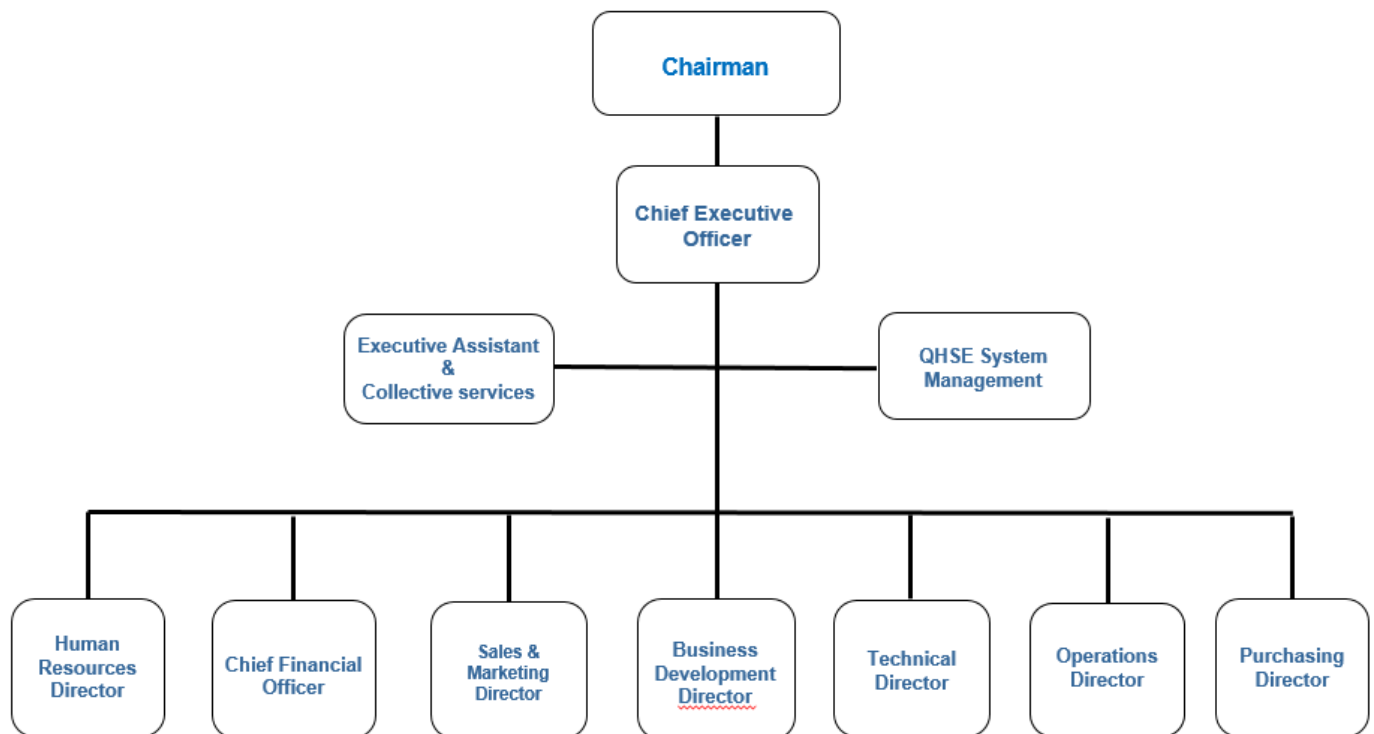 Chairman
Chief Executive
Officer
Executive Assistant
&
Collective services
QHSE System
Management
Human
Resources
Director
Chief Financial
Officer
Sales &
Marketing
Director
Business
Development
Director
Technical
Director
Operations
Director
Purchasing
Director